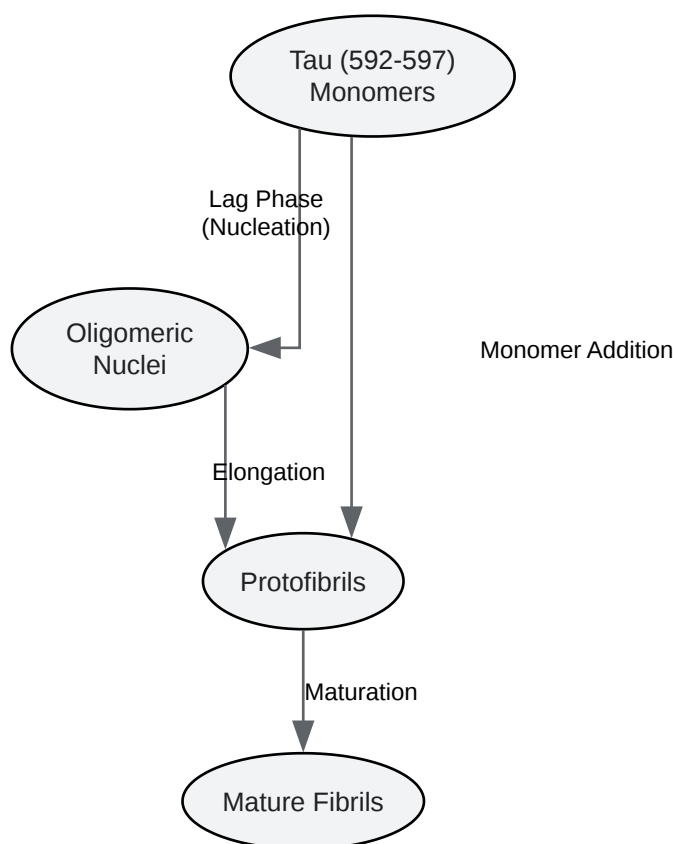 Tau (592-597)
Monomers
Lag Phase
(Nucleation)
Oligomeric
Nuclei
Monomer Addition
Elongation
Protofibrils
Maturation
Mature Fibrils